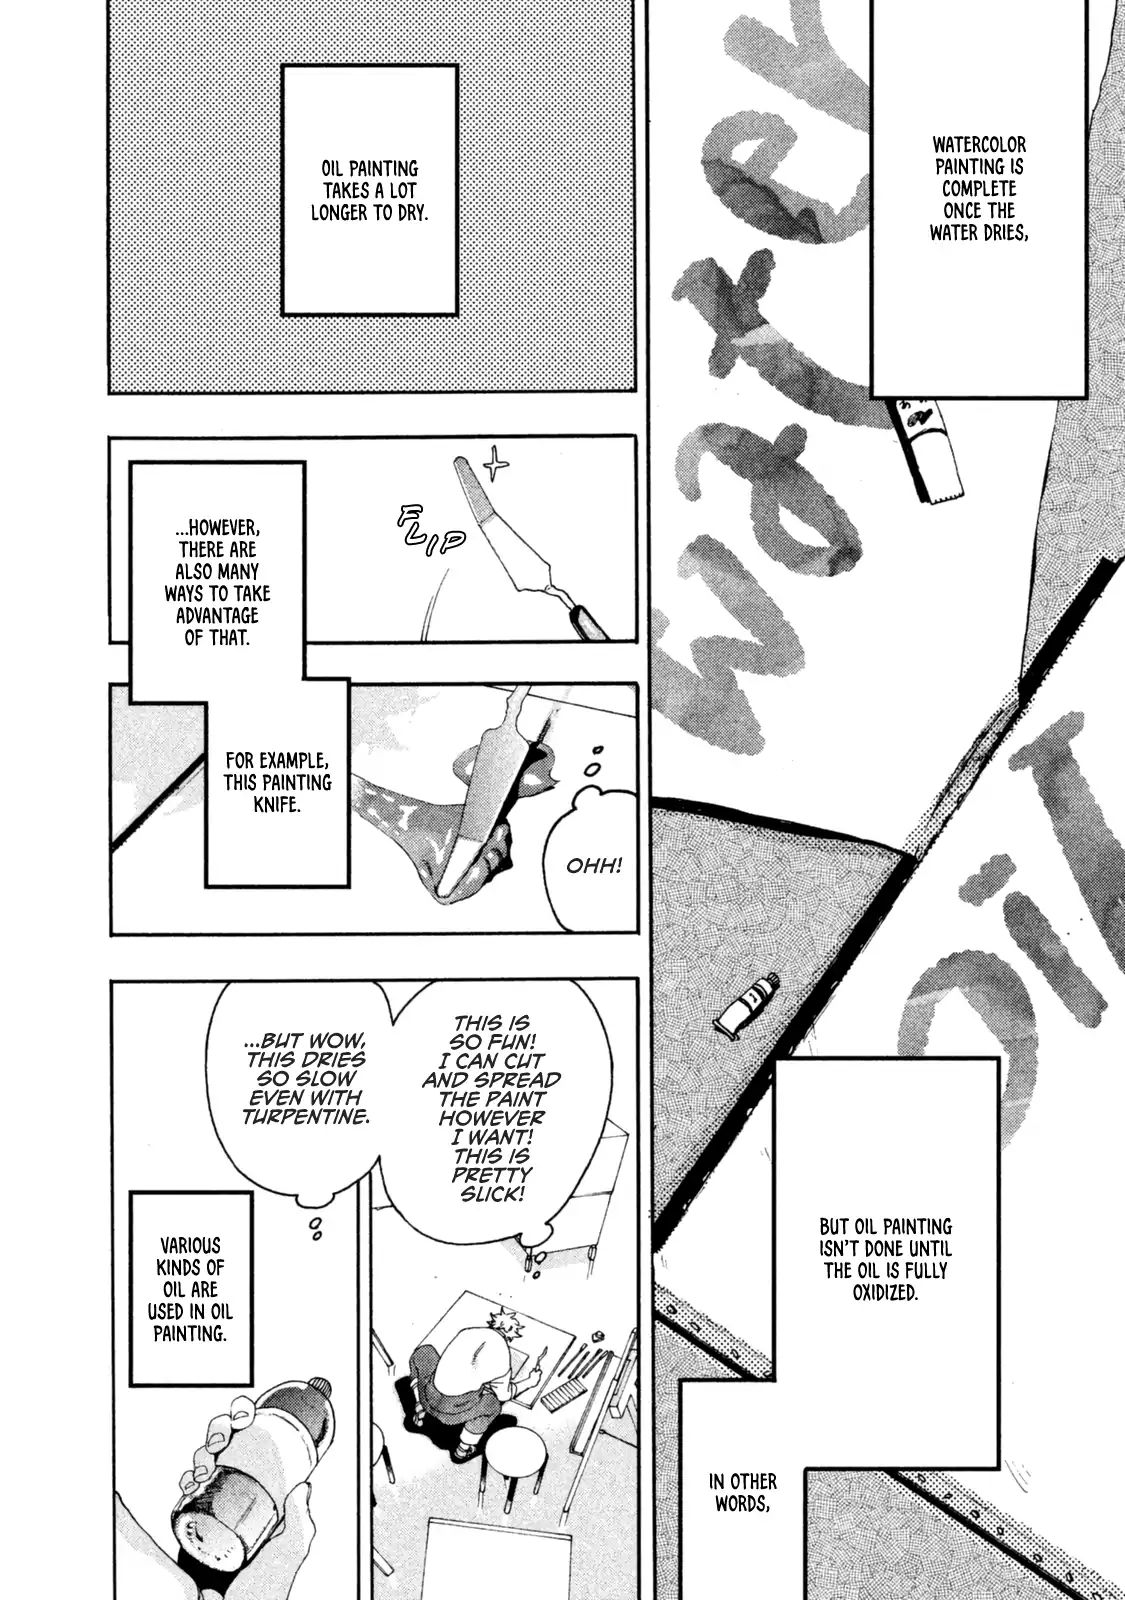 WATERCOLOR
PAINTING IS
COMPLETE
ONCE THE
WATER DRIES,
Water
Oil
BUT OIL PAINTING
ISN'T DONE UNTIL
THE OIL IS FULLY
OXIDIZED.
IN OTHER
WORDS,
OIL PAINTING
TAKES A LOT
LONGER TO DRY.
...HOWEVER,
THERE ARE
ALSO MANY
WAYS TO TAKE
ADVANTAGE
OF THAT.
FLIP
FOR EXAMPLE,
THIS PAINTING
KNIFE.
OHH!
THIS IS
SO FUN!
I CAN CUT
AND SPREAD
THE PAINT
HOWEVER
I WANT!
THIS IS
PRETTY
SLICK!
...BUT WOW,
THIS DRIES
SO SLOW
EVEN WITH
TURPENTINE.
VARIOUS
KINDS OF
OIL ARE
USED IN OIL
PAINTING.